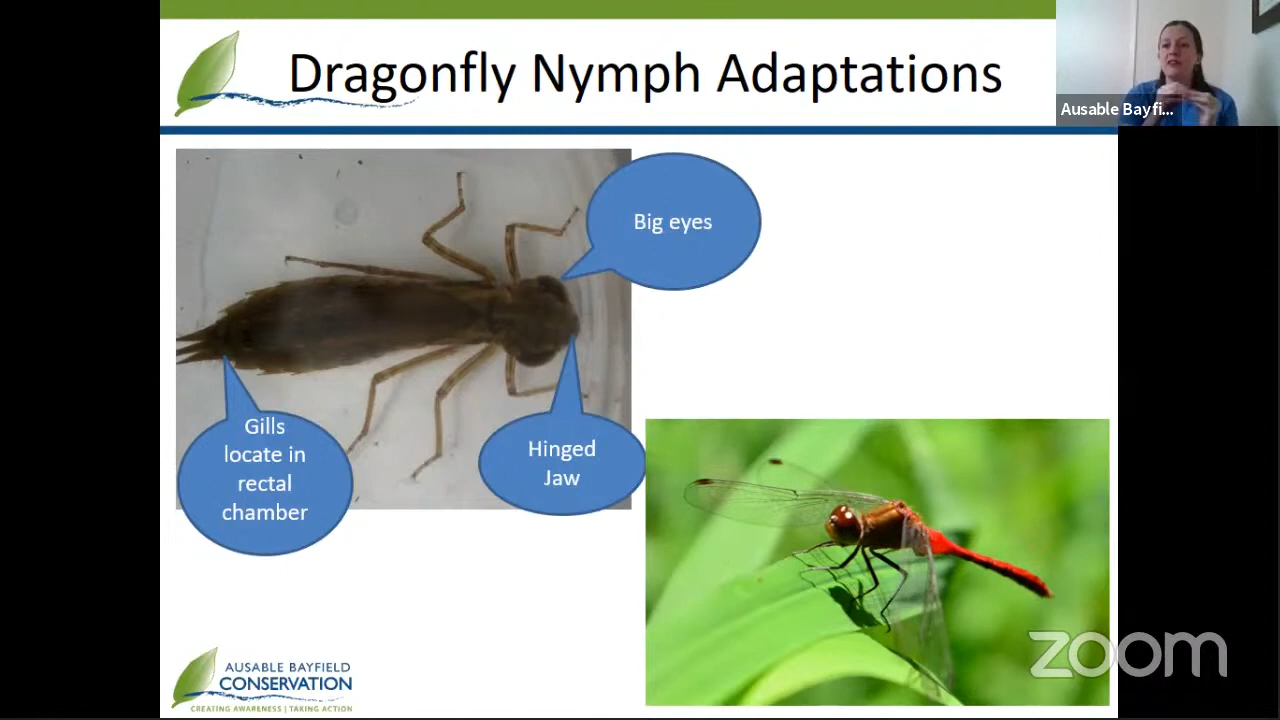 Dragonfly Nymph Adaptations
Ausable Bayfi...
Big eyes
Gills
locate in
rectal
chamber
Hinged
Jaw
AUSABLE BAYFIELD
CONSERVATION
CREATING AWARENESS | TAKING ACTION
zoom